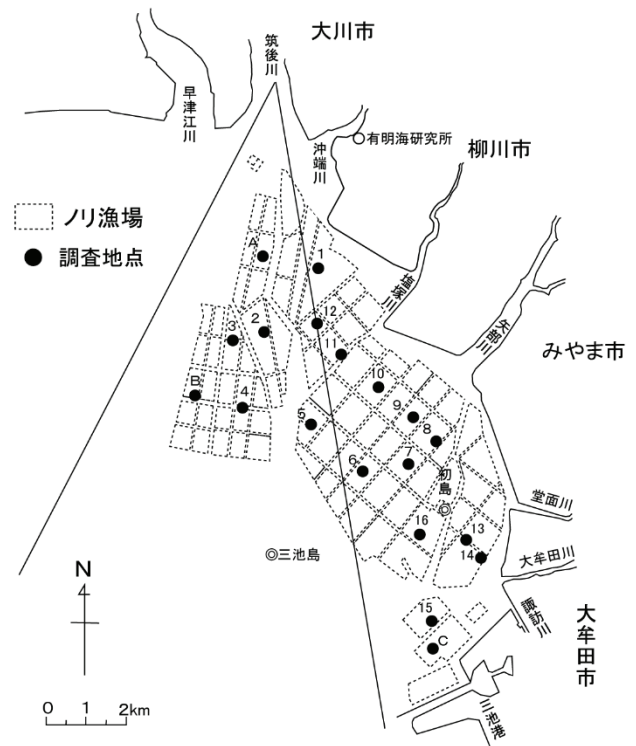 大川市
筑後川
早津江川
沖端川
有明海研究所
柳川市
ノリ漁場
調査地点
塩塚川
矢部川
みやま市
A
1
12
2
3
11
10
B
4
9
5
8
6
7
初島
堂面川
16
13
14
三池島
大牟田川
諏訪川
大牟田市
N
15
C
三池港
0 1 2km